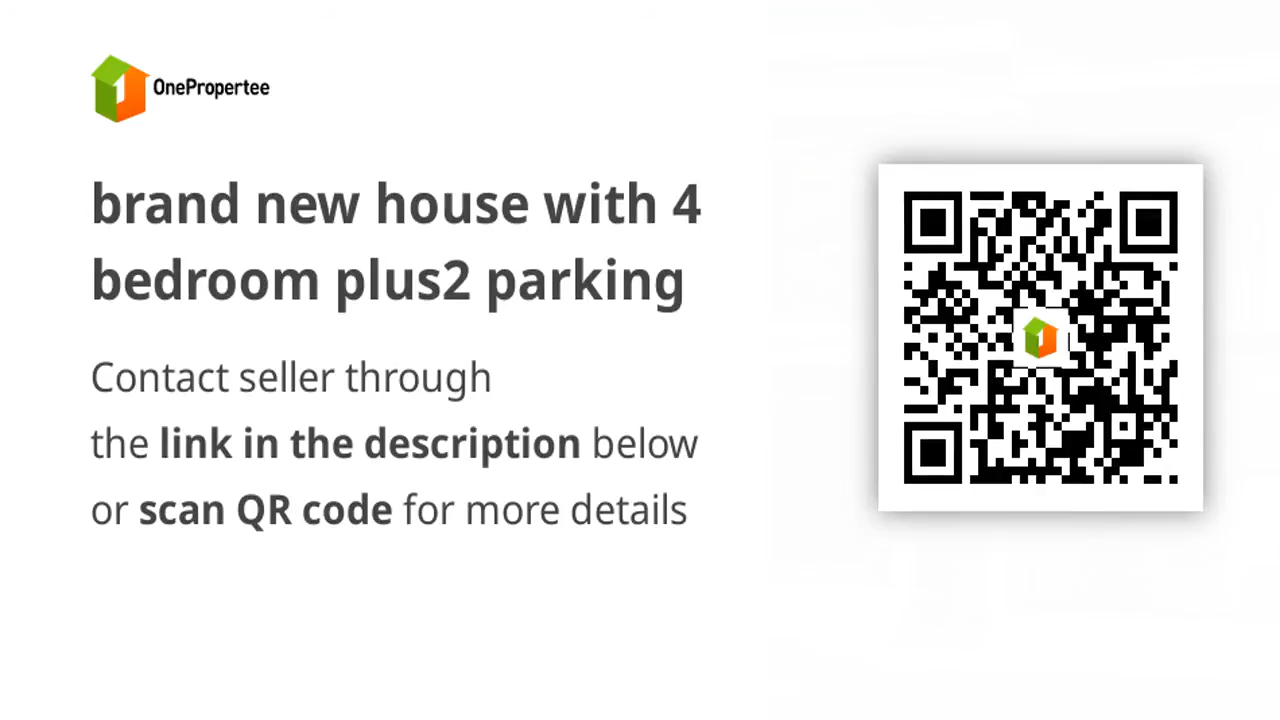 OnePropertee
brand new house with 4
bedroom plus2 parking
Contact seller through
the link in the description below
or scan QR code for more details